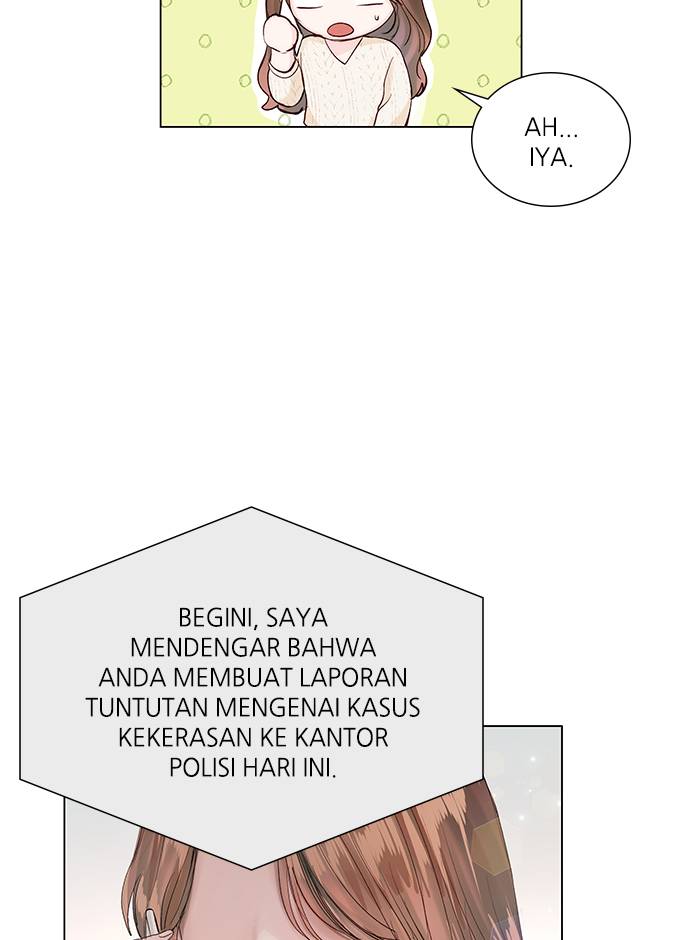 AH...
IYA.
BEGINI, SAYA
MENDENGAR BAHWA
ANDA MEMBUAT LAPORAN
TUNTUTAN MENGENAI KASUS
KEKERASAN KE KANTOR
POLISI HARI INI.